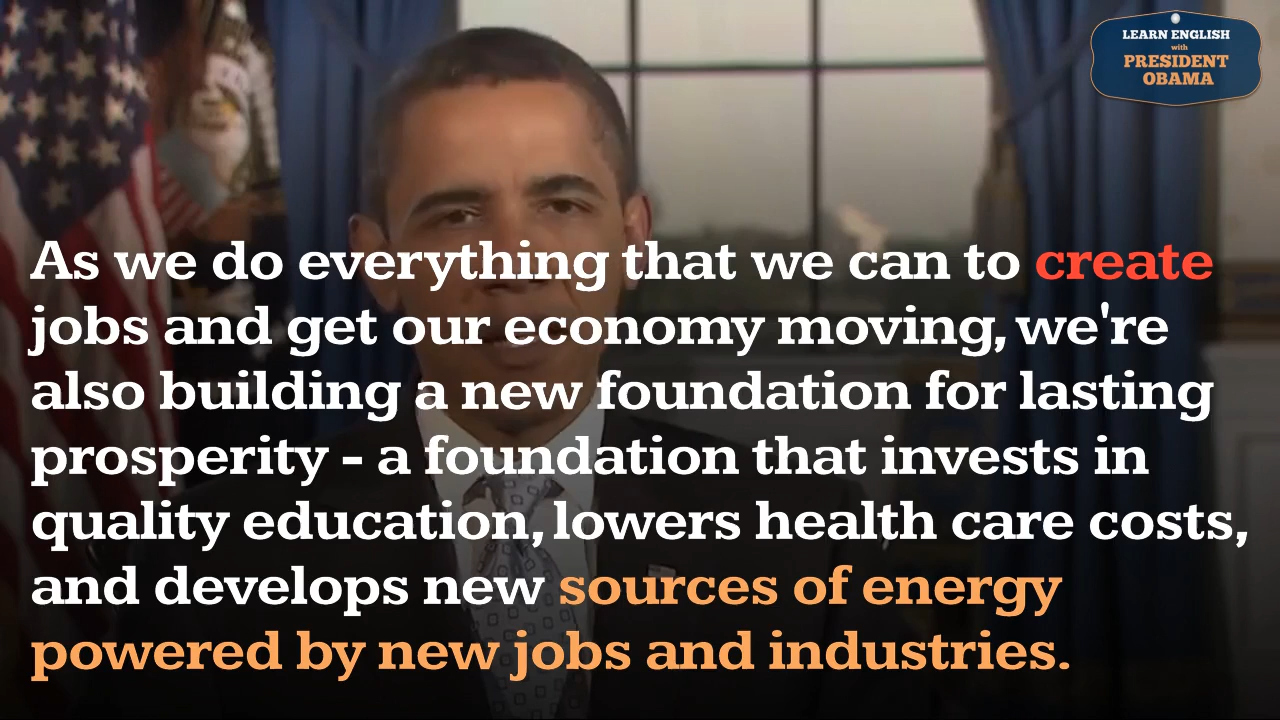 LEARN ENGLISH
with
PRESIDENT
OBAMA
As we do everything that we can to create
jobs and get our economy moving, we're
also building a new foundation for lasting
prosperity - a foundation that invests in
quality education, lowers health care costs,
and develops new sources of energy
powered by new jobs and industries.